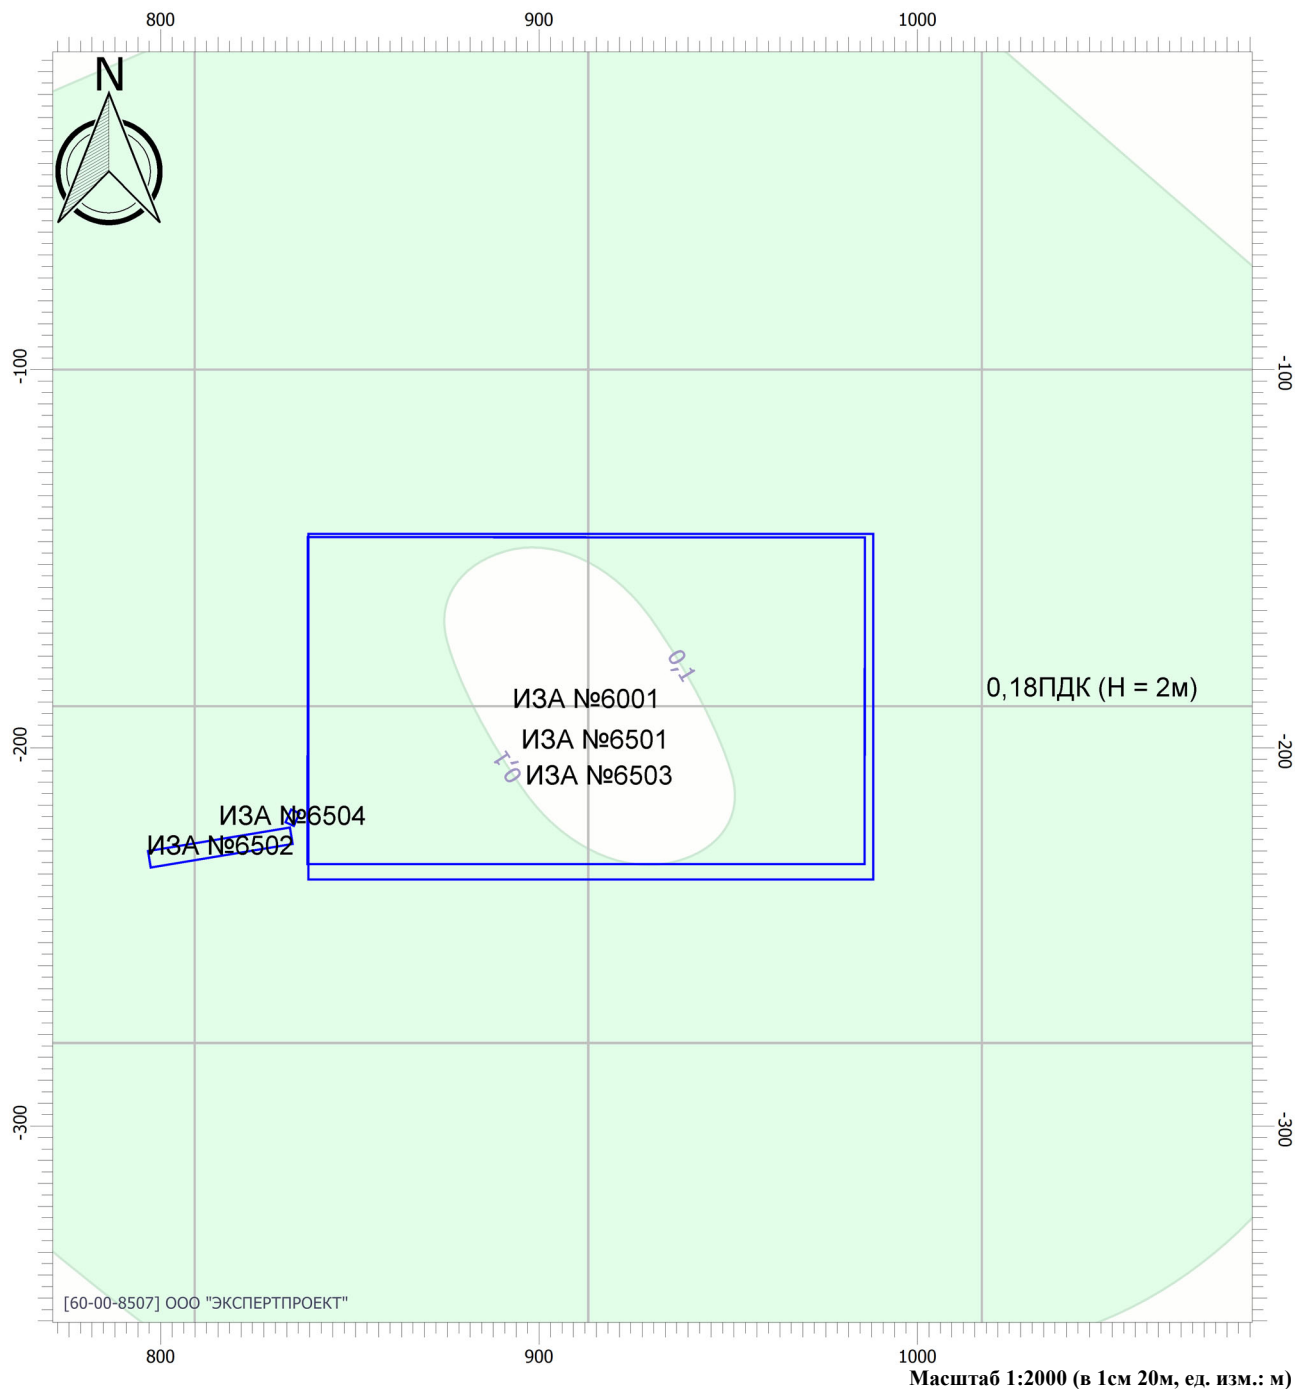 800 900 1000
N
-100 -100
0,1
0,18ПДК (Н = 2м)
ИЗА №6001
ИЗА №6501
-200 -200
0,1
ИЗА №6503
ИЗА №6504
ИЗА №6502
-300 -300
[60-00-8507] ООО "ЭКСПЕРТПРОЕКТ"
800 900 1000
Масштаб 1:2000 (в 1см 20м, ед. изм.: м)